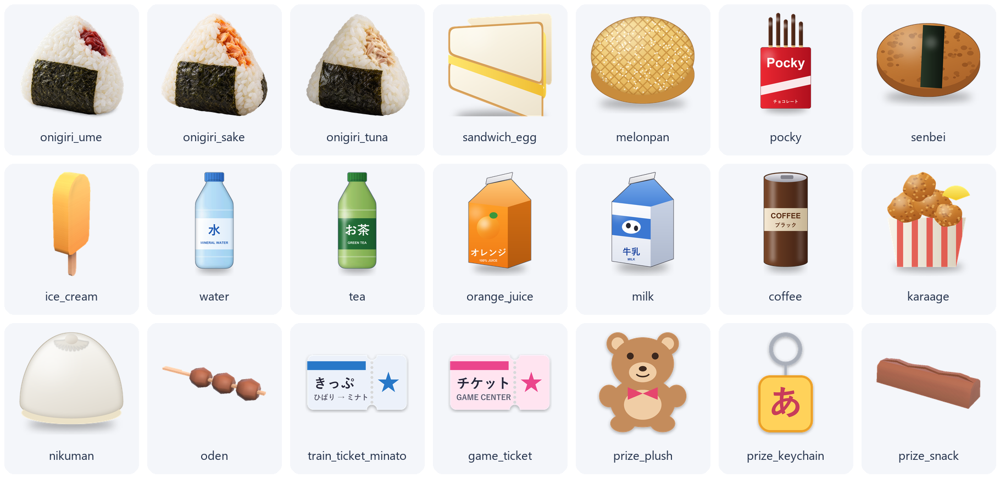 Pocky
チョコレート
onigiri_ume
onigiri_sake
onigiri_tuna
sandwich_egg
melonpan
pocky
senbei
水
MINERAL WATER
お茶
GREEN TEA
オレンジ
100% JUICE
牛乳
MILK
COFFEE
ブラック
ice_cream
water
tea
orange_juice
milk
coffee
karaage
きっぷ
ひばり → ミナト
チケット
GAME CENTER
あ
nikuman
oden
train_ticket_minato
game_ticket
prize_plush
prize_keychain
prize_snack